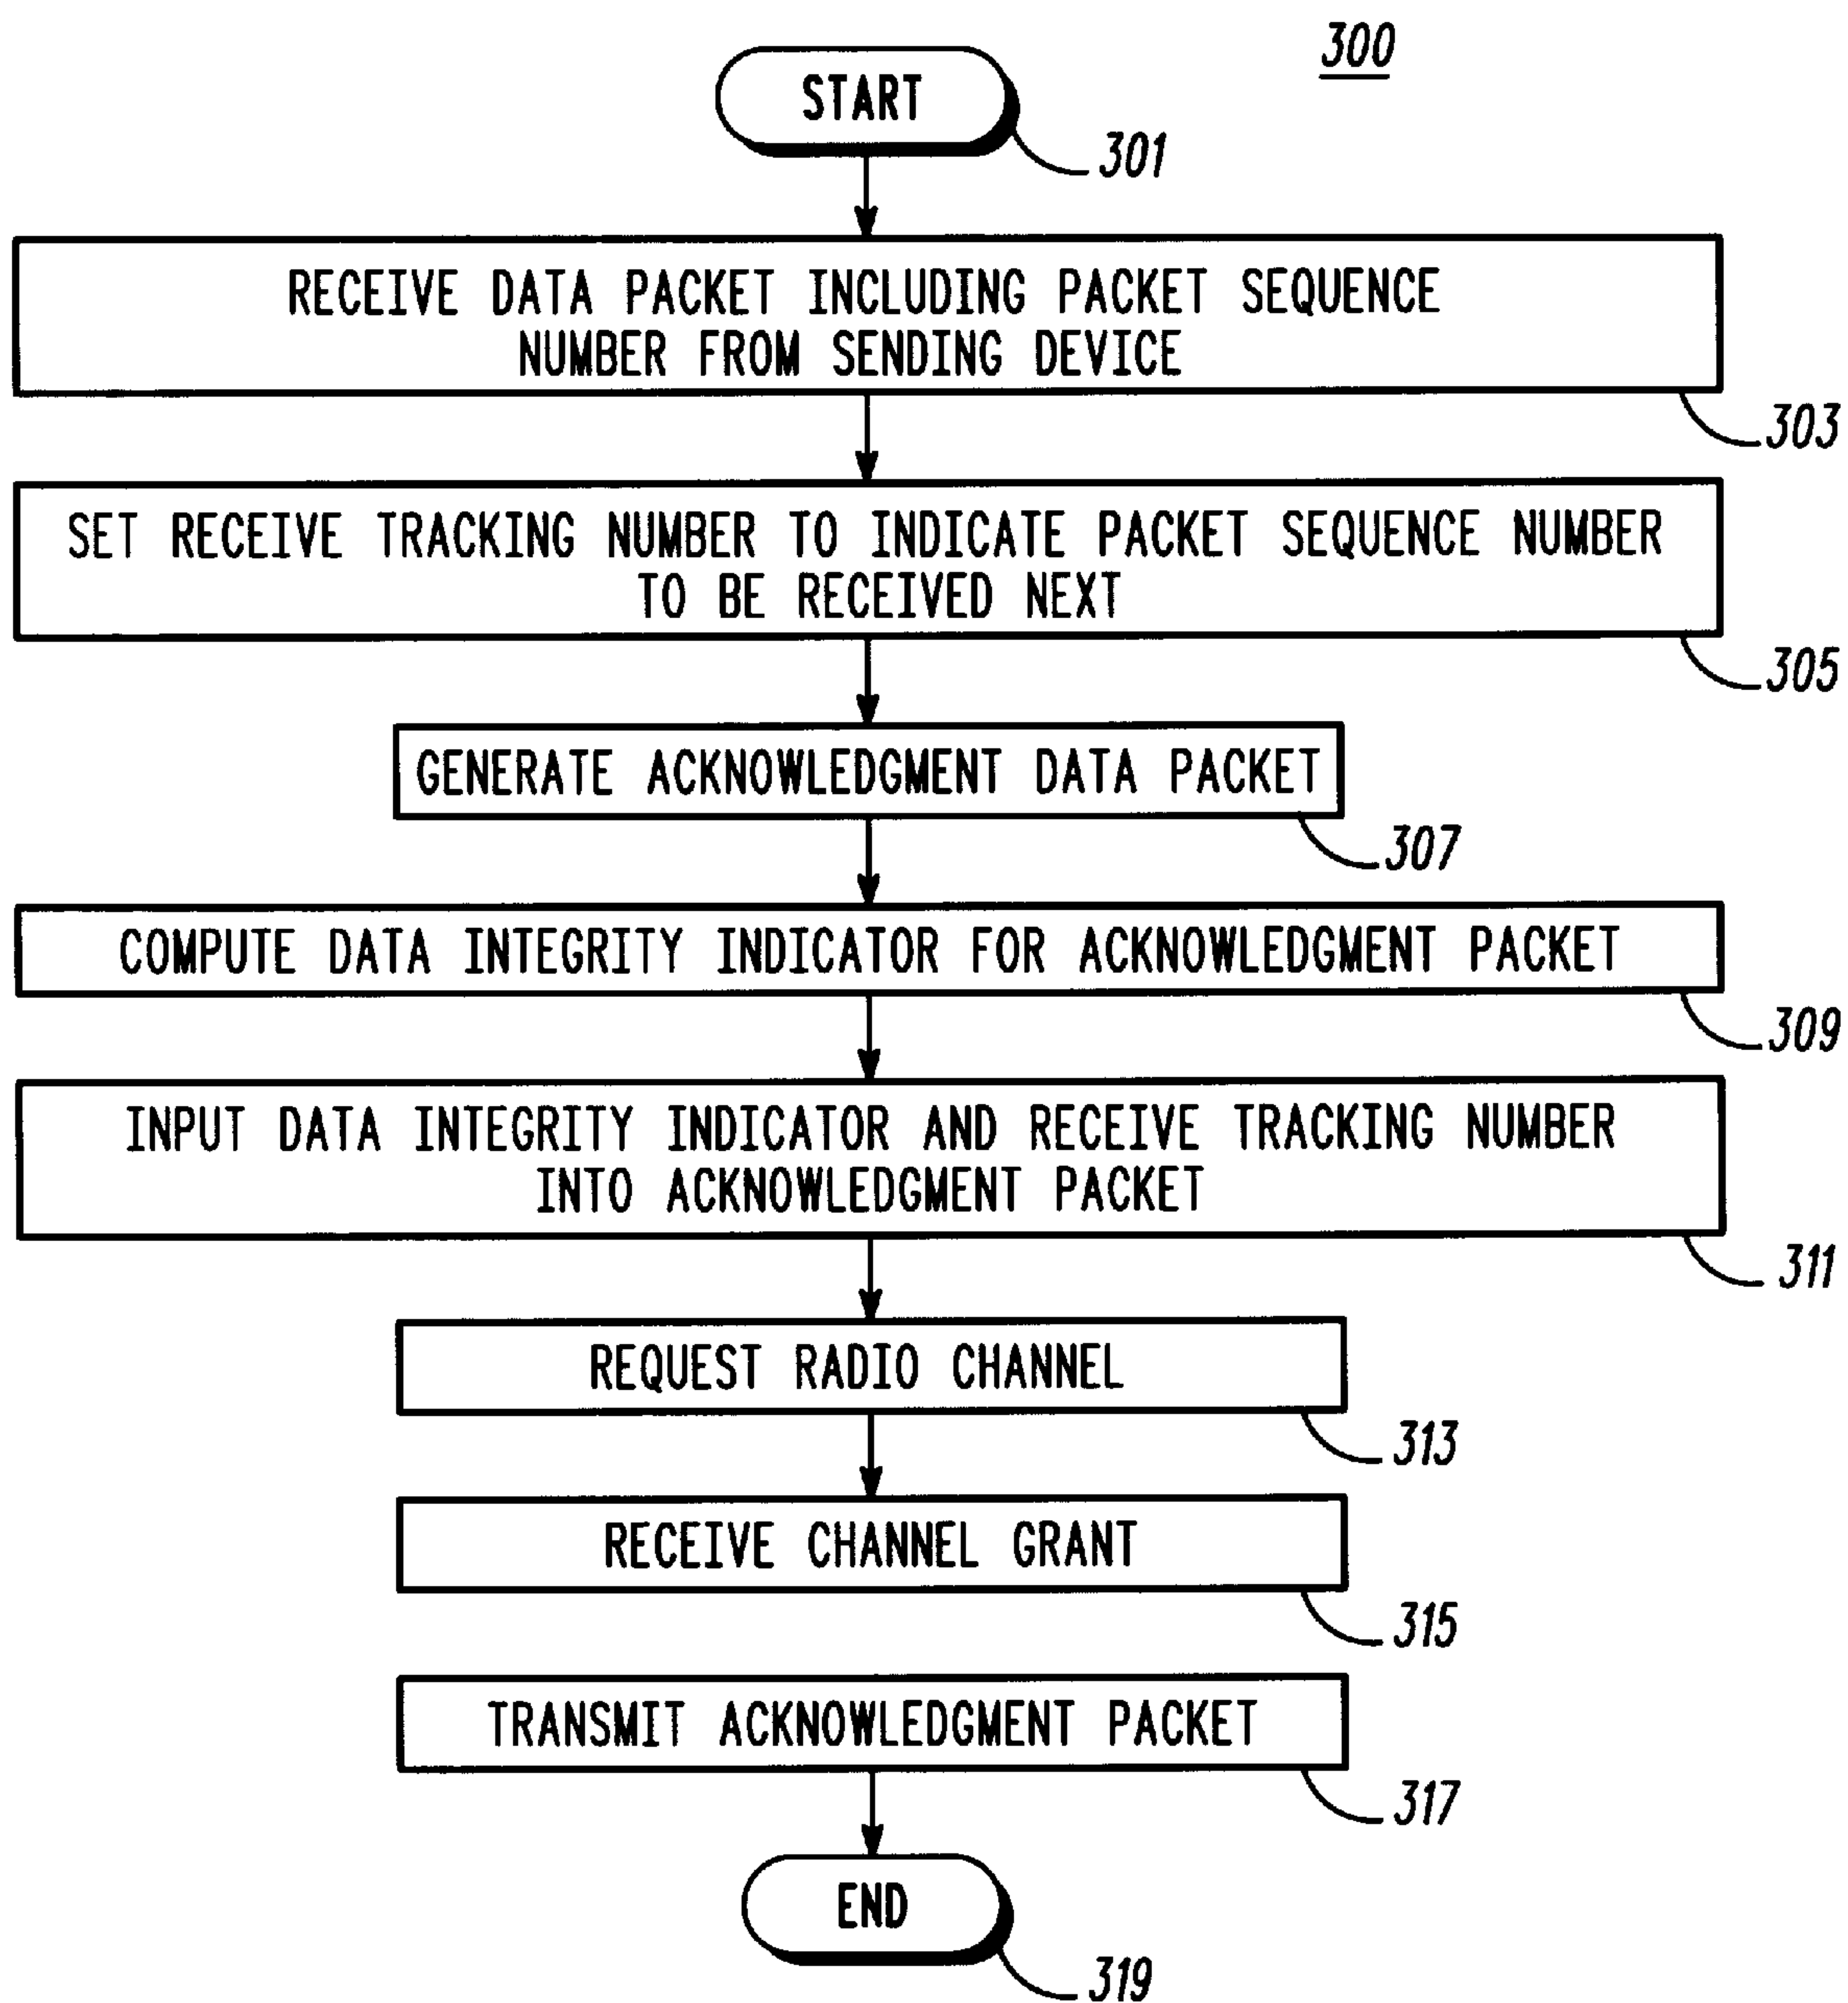 300
START
301
RECEIVE DATA PACKET INCLUDING PACKET SEQUENCE
NUMBER FROM SENDING DEVICE
303
SET RECEIVE TRACKING NUMBER TO INDICATE PACKET SEQUENCE NUMBER
TO BE RECEIVED NEXT
305
GENERATE ACKNOWLEDGMENT DATA PACKET
307
COMPUTE DATA INTEGRITY INDICATOR FOR ACKNOWLEDGMENT PACKET
309
INPUT DATA INTEGRITY INDICATOR AND RECEIVE TRACKING NUMBER
INTO ACKNOWLEDGMENT PACKET
311
REQUEST RADIO CHANNEL
313
RECEIVE CHANNEL GRANT
315
TRANSMIT ACKNOWLEDGMENT PACKET
317
END
319